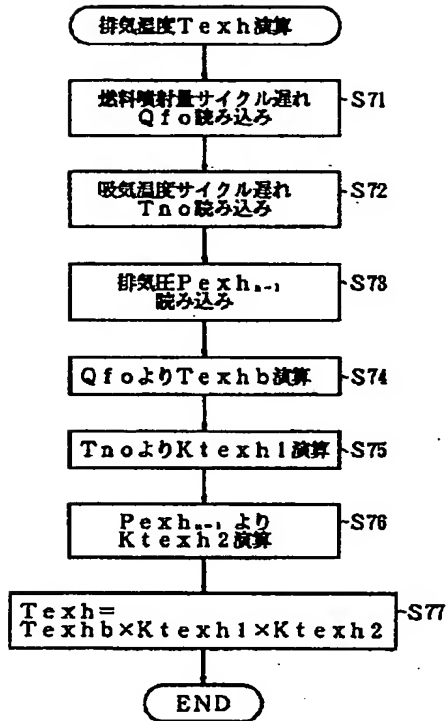 排気温度Texh演算
燃料噴射量サイクル遅れ
Qfo読み込み
S71
吸気温度サイクル遅れ
Tno読み込み
S72
排気圧Pexhn-1
読み込み
S73
QfoよりTexhb演算
S74
TnoよりKtexh1演算
S75
Pexhn-1より
Ktexh2演算
S76
Texh=
Texhb×Ktexh1×Ktexh2
S77
END